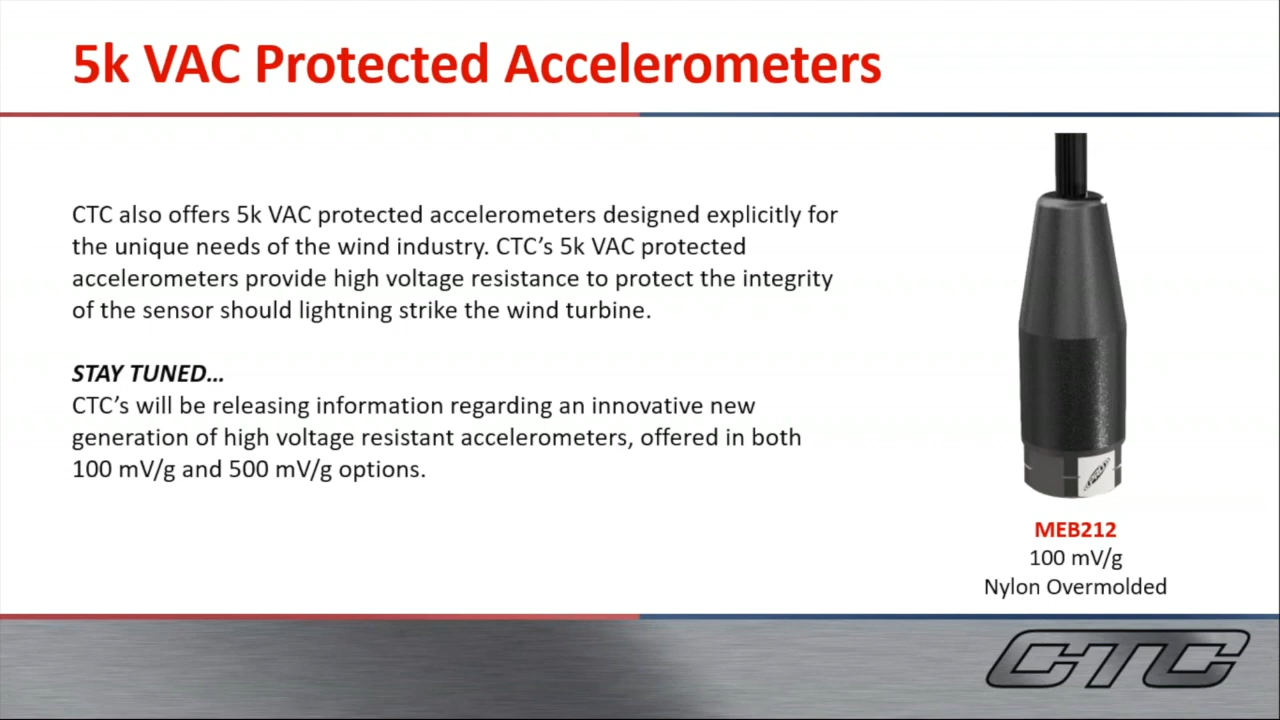 5k VAC Protected Accelerometers
CTC also offers 5k VAC protected accelerometers designed explicitly for
the unique needs of the wind industry. CTC’s 5k VAC protected
accelerometers provide high voltage resistance to protect the integrity
of the sensor should lightning strike the wind turbine.
STAY TUNED…
CTC’s will be releasing information regarding an innovative new
generation of high voltage resistant accelerometers, offered in both
100 mV/g and 500 mV/g options.
PRO
MEB212
100 mV/g
Nylon Overmolded
CTC